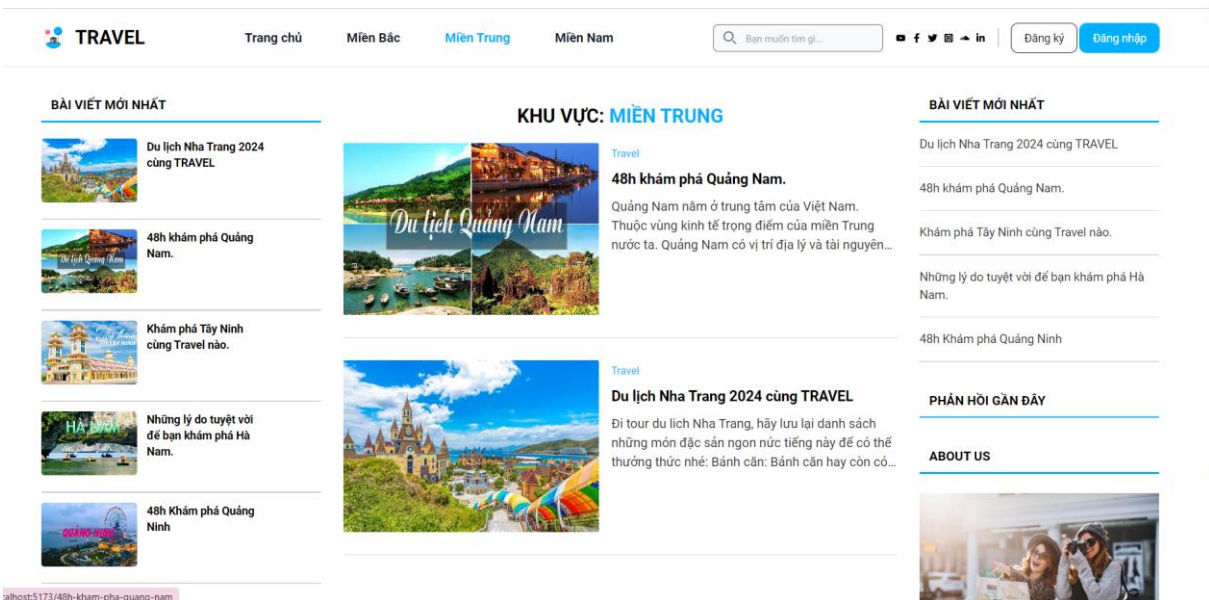 TRAVEL
Trang chủ
Miền Bắc
Miền Trung
Miền Nam
Bạn muốn tìm gì...
Đăng ký
Đăng nhập
BÀI VIẾT MỚI NHẤT
Du lịch Nha Trang 2024
cùng TRAVEL
48h khám phá Quảng
Nam.
Khám phá Tây Ninh
cùng Travel nào.
Những lý do tuyệt vời
để bạn khám phá Hà
Nam.
48h Khám phá Quảng
Ninh
KHU VỰC: MIỀN TRUNG
Du lịch Quảng Nam
Travel
48h khám phá Quảng Nam.
Quảng Nam nằm ở trung tâm của Việt Nam.
Thuộc vùng kinh tế trọng điểm của miền Trung
nước ta. Quảng Nam có vị trí địa lý và tài nguyên...
Travel
Du lịch Nha Trang 2024 cùng TRAVEL
Đi tour du lich Nha Trang, hãy lưu lại danh sách
những món đặc sản ngon nức tiếng này để có thể
thưởng thức nhé: Bánh căn: Bánh căn hay còn có...
BÀI VIẾT MỚI NHẤT
Du lịch Nha Trang 2024 cùng TRAVEL
48h khám phá Quảng Nam.
Khám phá Tây Ninh cùng Travel nào.
Những lý do tuyệt vời để bạn khám phá Hà
Nam.
48h Khám phá Quảng Ninh
PHẢN HỒI GẦN ĐÂY
ABOUT US
Du lịch Quảng Nam
HÀ NAM
QUẢNG NINH
calhost:5173/48h-kham-pha-quang-nam